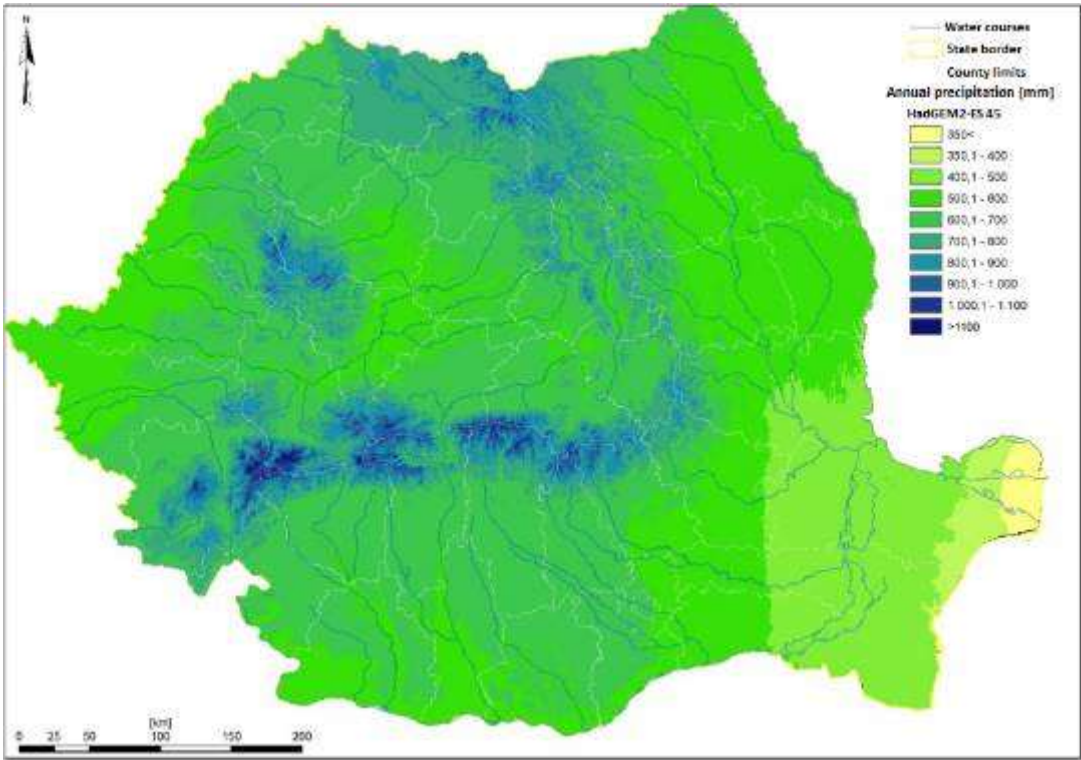 N
Water courses
State border
County limits
Annual precipitation [mm]
HadGEM2-ES 45
350<
350,1 - 400
400,1 - 500
500,1 - 600
600,1 - 700
700,1 - 800
800,1 - 900
900,1 - 1.000
1.000,1 - 1.100
>1100
[km]
0 25 50 100 150 200